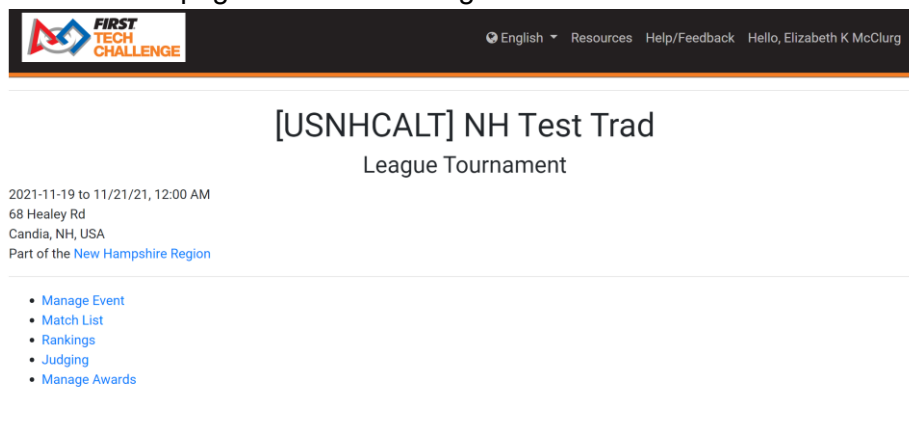 FIRST
TECH
CHALLENGE
English Resources Help/Feedback Hello, Elizabeth K McClurg
[USNHCALT] NH Test Trad
League Tournament
2021-11-19 to 11/21/21, 12:00 AM
68 Healey Rd
Candia, NH, USA
Part of the New Hampshire Region
• Manage Event
• Match List
• Rankings
• Judging
• Manage Awards